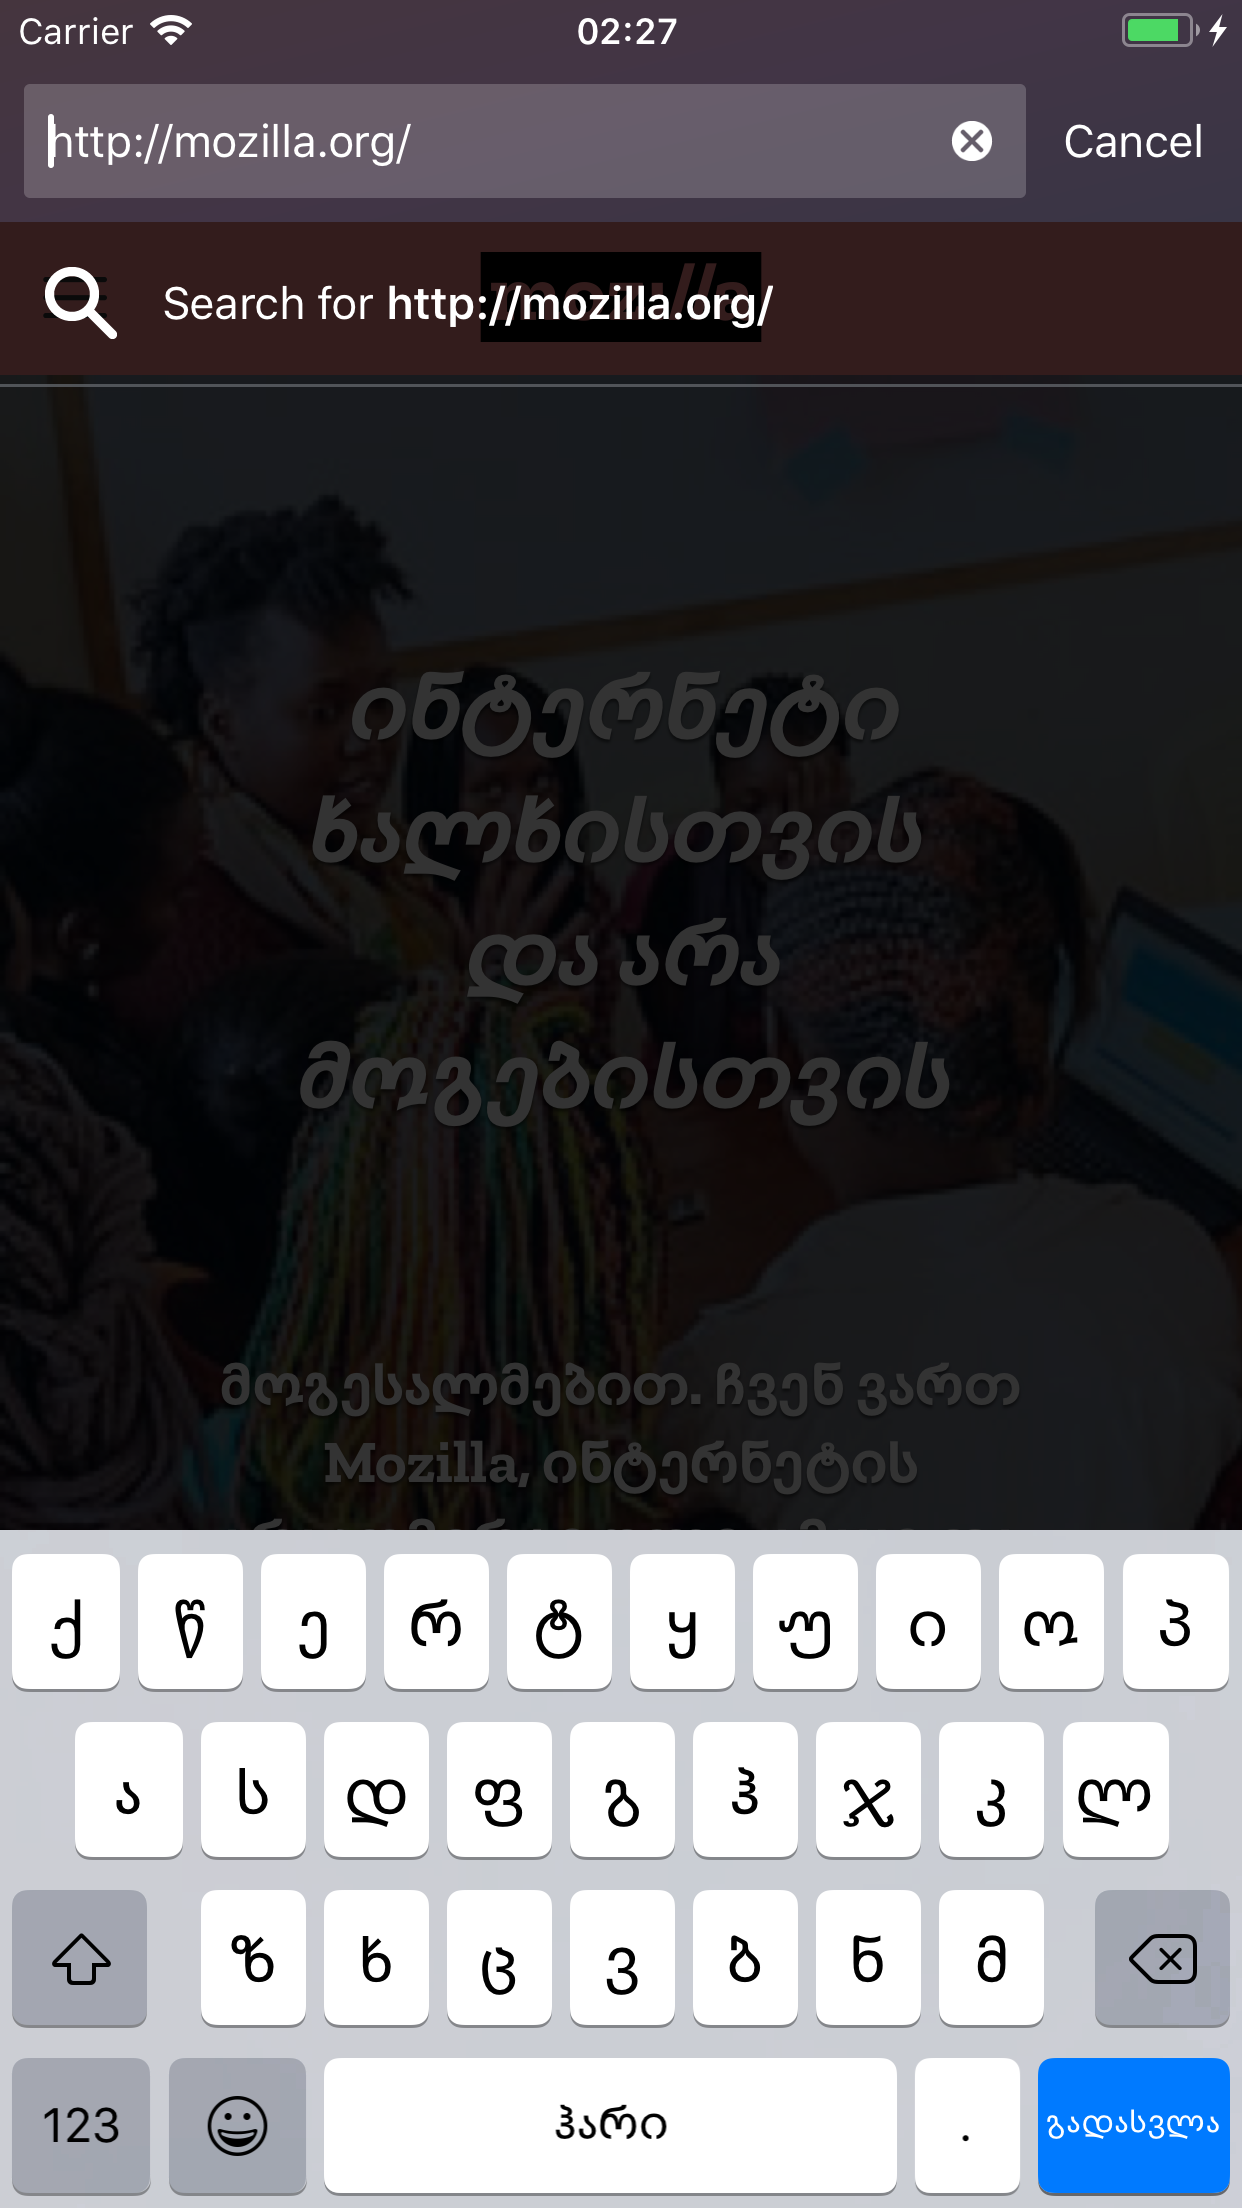 Carrier 02:27
http://mozilla.org/ Cancel
Search for http://mozilla.org/
ინტერნეტი
ხალხისთვის
და არა
მოგებისთვის
მოგესალმებით. ჩვენ ვართ
Mozilla, ინტერნეტის
ქ წ ე რ ტ ყ უ ი ო პ
ა ს დ ფ გ ჰ ჯ კ ლ
ზ ხ ც ვ ბ ნ მ
123 ჰარი . გადასვლა